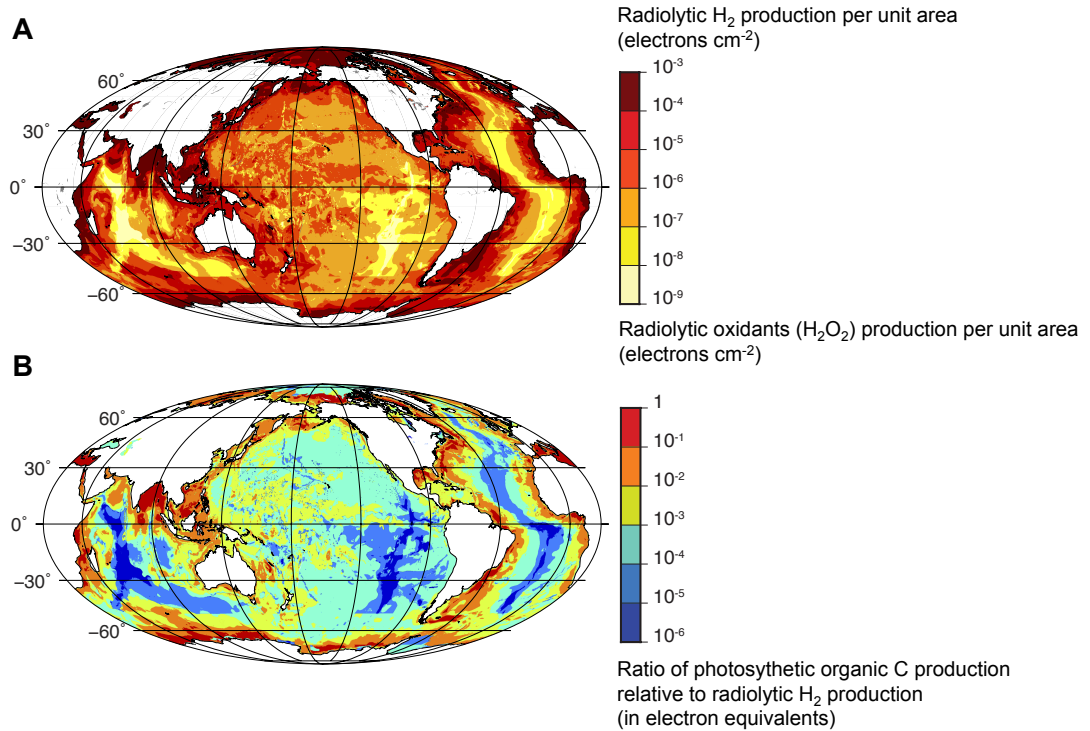 Radiolytic H₂ production per unit area
(electrons cm⁻²)
A
60°
30°
0°
−30°
−60°
10⁻³
10⁻⁴
10⁻⁵
10⁻⁶
10⁻⁷
10⁻⁸
10⁻⁹
Radiolytic oxidants (H₂O₂) production per unit area
(electrons cm⁻²)
B
60°
30°
0°
−30°
−60°
1
10⁻¹
10⁻²
10⁻³
10⁻⁴
10⁻⁵
10⁻⁶
Ratio of photosythetic organic C production
relative to radiolytic H₂ production
(in electron equivalents)